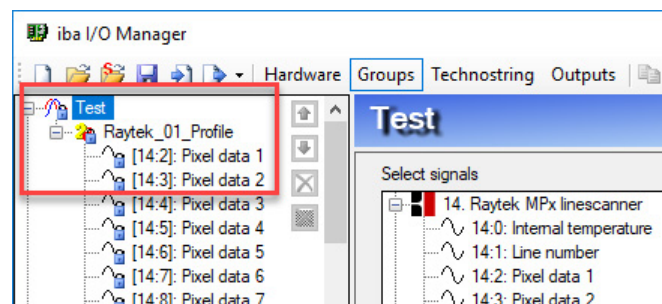 iba I/O Manager
Hardware Groups Technostring Outputs
Test
Raytek_01_Profile
[14:2]: Pixel data 1
[14:3]: Pixel data 2
[14:4]: Pixel data 3
[14:5]: Pixel data 4
[14:6]: Pixel data 5
[14:7]: Pixel data 6
[14:8]: Pixel data 7
Test
Select signals
14. Raytek MPx linescanner
14:0: Internal temperature
14:1: Line number
14:2: Pixel data 1
14:3: Pixel data 2